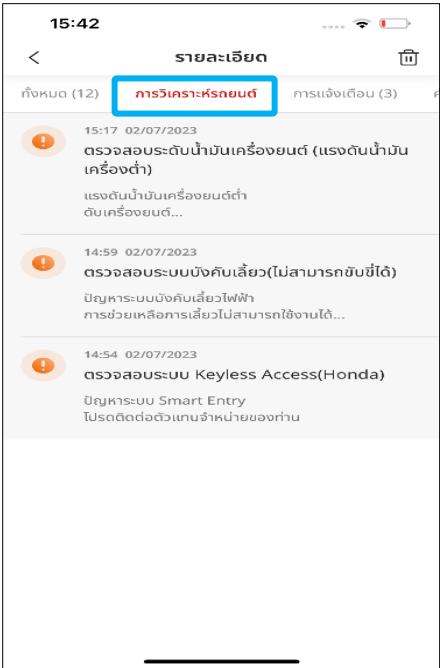 15:42
รายละเอียด
ทั้งหมด (12) การวิเคราะห์รถยนต์ การแจ้งเตือน (3)
15:17 02/07/2023
ตรวจสอบระดับน้ำมันเครื่องยนต์ (แรงดันน้ำมัน
เครื่องต่ำ)
แรงดันน้ำมันเครื่องยนต์ต่ำ
ดับเครื่องยนต์...
14:59 02/07/2023
ตรวจสอบระบบบังคับเลี้ยว(ไม่สามารถขับขี่ได้)
ปัญหาระบบบังคับเลี้ยวไฟฟ้า
การช่วยเหลือการเลี้ยวไม่สามารถใช้งานได้...
14:54 02/07/2023
ตรวจสอบระบบ Keyless Access(Honda)
ปัญหาระบบ Smart Entry
โปรดติดต่อตัวแทนจำหน่ายของท่าน